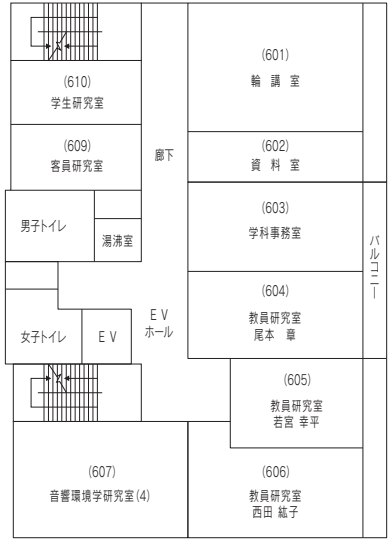 (610)
学生研究室
(609)
客員研究室
男子トイレ
湯沸室
女子トイレ
E V
廊下
E V
ホール
(601)
輪 講 室
(602)
資 料 室
(603)
学科事務室
(604)
教員研究室
尾本 章
(605)
教員研究室
若宮 幸平
(606)
教員研究室
西田 紘子
(607)
音響環境学研究室(4)
バルコニー